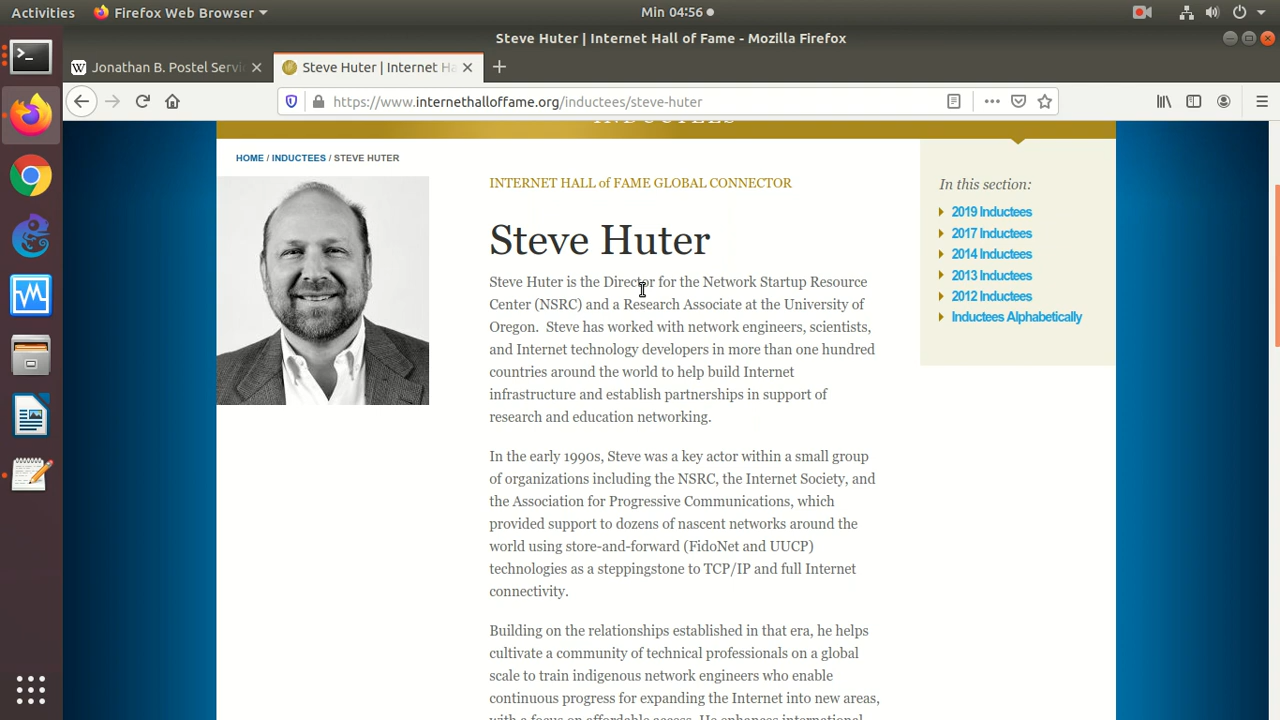 Activities
Firefox Web Browser
Min 04:56
Steve Huter | Internet Hall of Fame - Mozilla Firefox
Jonathan B. Postel Servi
Steve Huter | Internet Ha
https://www.internethalloffame.org/inductees/steve-huter
HOME / INDUCTEES / STEVE HUTER
INTERNET HALL of FAME GLOBAL CONNECTOR
Steve Huter
Steve Huter is the Director for the Network Startup Resource
Center (NSRC) and a Research Associate at the University of
Oregon. Steve has worked with network engineers, scientists,
and Internet technology developers in more than one hundred
countries around the world to help build Internet
infrastructure and establish partnerships in support of
research and education networking.
In the early 1990s, Steve was a key actor within a small group
of organizations including the NSRC, the Internet Society, and
the Association for Progressive Communications, which
provided support to dozens of nascent networks around the
world using store-and-forward (FidoNet and UUCP)
technologies as a steppingstone to TCP/IP and full Internet
connectivity.
Building on the relationships established in that era, he helps
cultivate a community of technical professionals on a global
scale to train indigenous network engineers who enable
continuous progress for expanding the Internet into new areas,
with a focus on affordable access. He enhances international
In this section:
2019 Inductees
2017 Inductees
2014 Inductees
2013 Inductees
2012 Inductees
Inductees Alphabetically